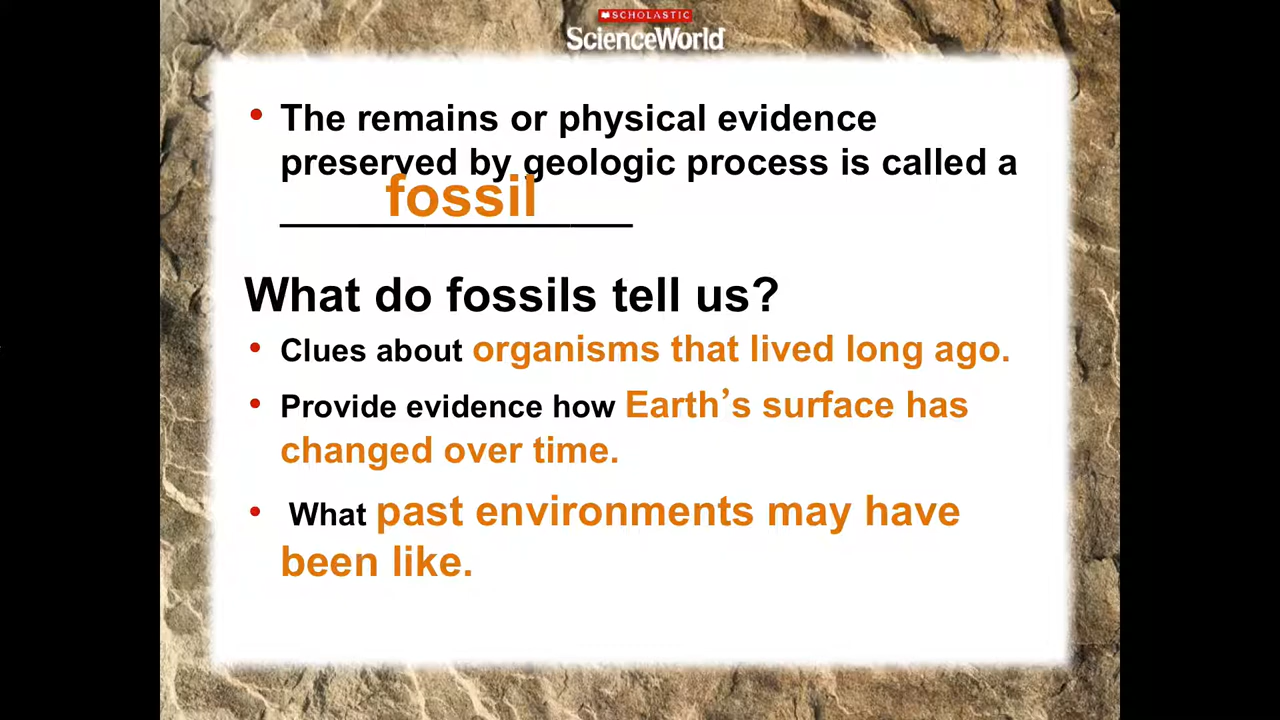 SCHOLASTIC
ScienceWorld
• The remains or physical evidence
preserved by geologic process is called a
fossil
What do fossils tell us?
• Clues about organisms that lived long ago.
• Provide evidence how Earth’s surface has
changed over time.
• What past environments may have
been like.